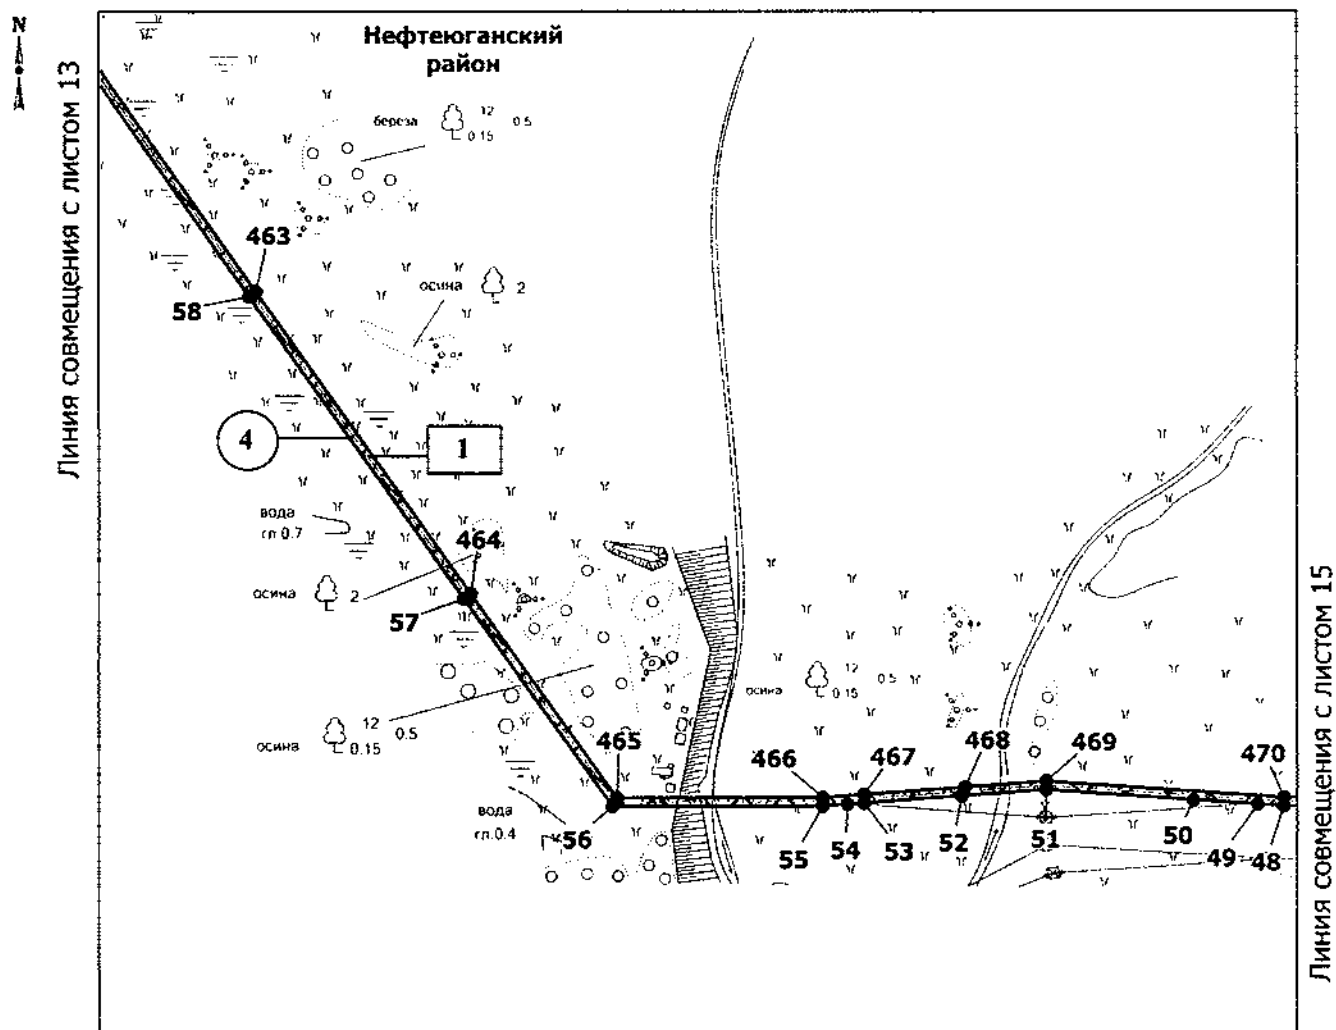 N
Линия совмещения с листом 13
Нефтеюганский
район
береза
12
0.15
0.5
463
58
осина
2
4
1
вода
гл 0.7
464
осина
2
57
осина
12
0.15
0.5
465
вода
гл.0.4
56
осина
12
0.15
0.5
466
467
468
469
470
55
54
53
52
51
50
49
48
Линия совмещения с листом 15